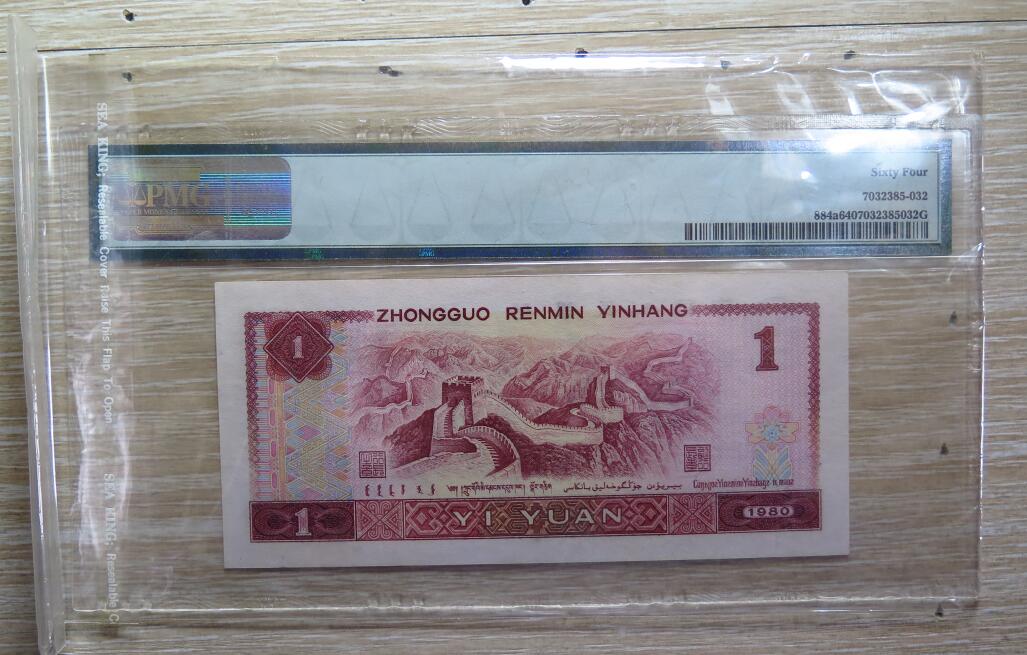 SEA KING; Resealable Cover Raise This Flap To Open
SEA KING; Resealable C
PMG
Sixty Four
7032385-032
884a6407032385032G
ZHONGGUO RENMIN YINHANG
1
1
1
YI YUAN
1980